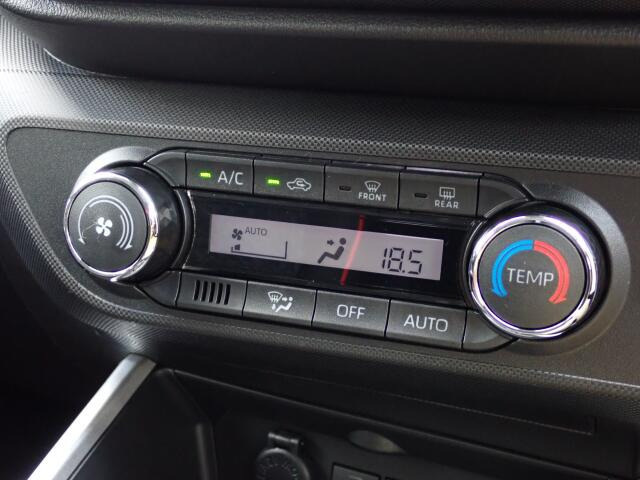 A/C
FRONT
REAR
AUTO
18.5
TEMP
OFF
AUTO